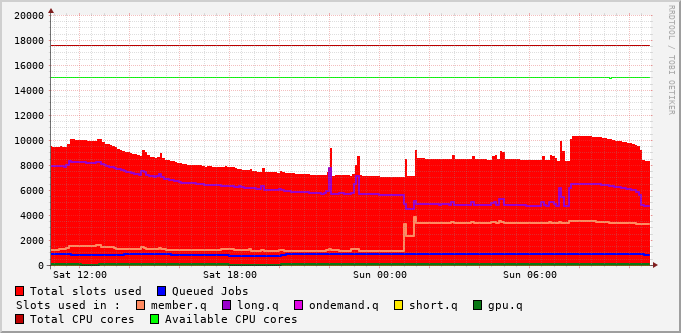 RRDTOOL / TOBI OETIKER
20000
18000
16000
14000
12000
10000
8000
6000
4000
2000
0
Sat 12:00 Sat 18:00 Sun 00:00 Sun 06:00
Total slots used Queued Jobs
Slots used in : member.q long.q ondemand.q short.q gpu.q
Total CPU cores Available CPU cores